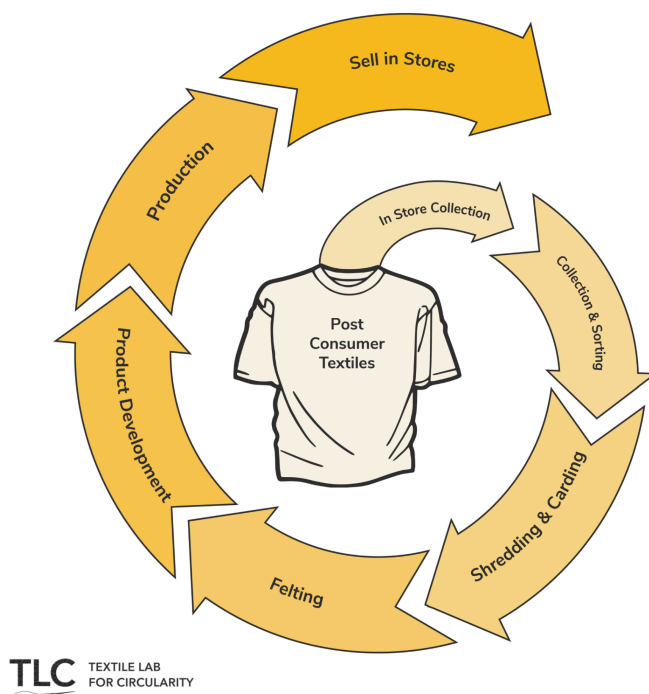 Sell in Stores
Production
In Store Collection
Collection & Sorting
Post
Consumer
Textiles
Product Development
Shredding & Carding
Felting
TLC
TEXTILE LAB
FOR CIRCULARITY